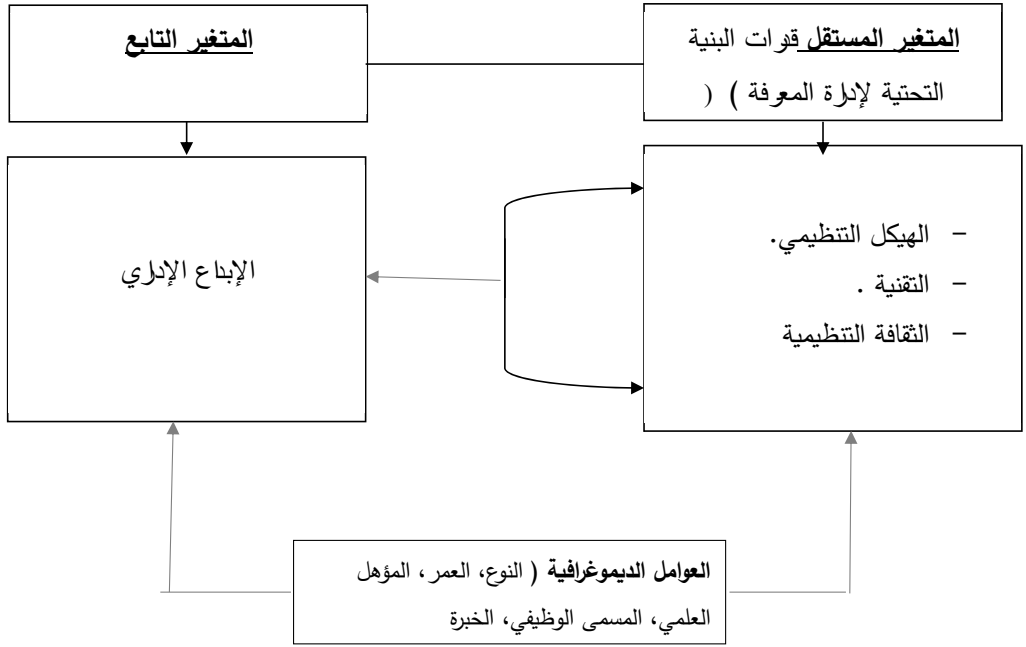 المتغير المستقل قدرات البنية
التحتية لإدارة المعرفة ) (
المتغير التابع
- الهيكل التنظيمي.
- التقنية .
- الثقافة التنظيمية
الإبداع الإداري
العوامل الديموغرافية ( النوع، العمر، المؤهل
العلمي، المسمى الوظيفي، الخبرة